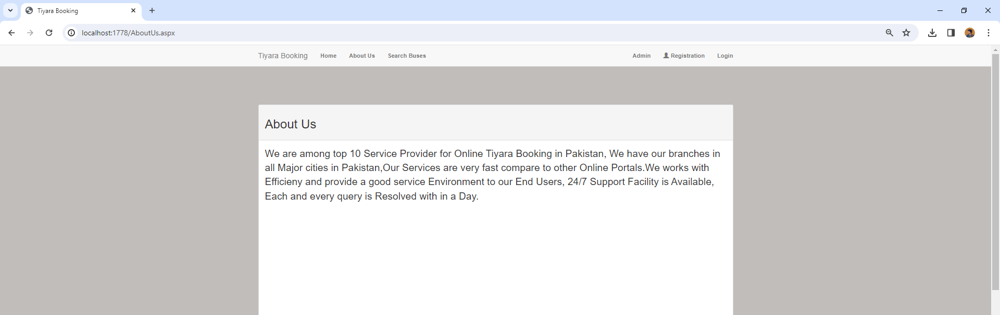 Tiyara Booking
localhost:1778/AboutUs.aspx
Tiyara Booking Home About Us Search Buses Admin Registration Login
About Us
We are among top 10 Service Provider for Online Tiyara Booking in Pakistan, We have our branches in
all Major cities in Pakistan,Our Services are very fast compare to other Online Portals.We works with
Efficieny and provide a good service Environment to our End Users, 24/7 Support Facility is Available,
Each and every query is Resolved with in a Day.